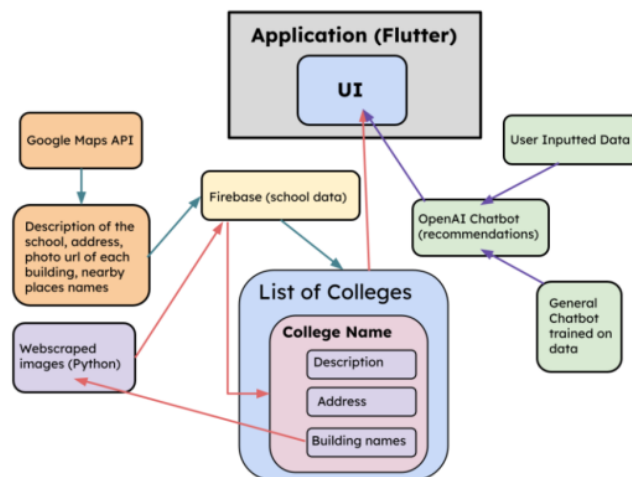 Application (Flutter)
UI
Google Maps API
User Inputted Data
Firebase (school data)
Description of the
school, address,
photo url of each
building, nearby
places names
OpenAI Chatbot
(recommendations)
List of Colleges
College Name
Description
Address
Building names
Webscraped
images (Python)
General
Chatbot
trained on
data